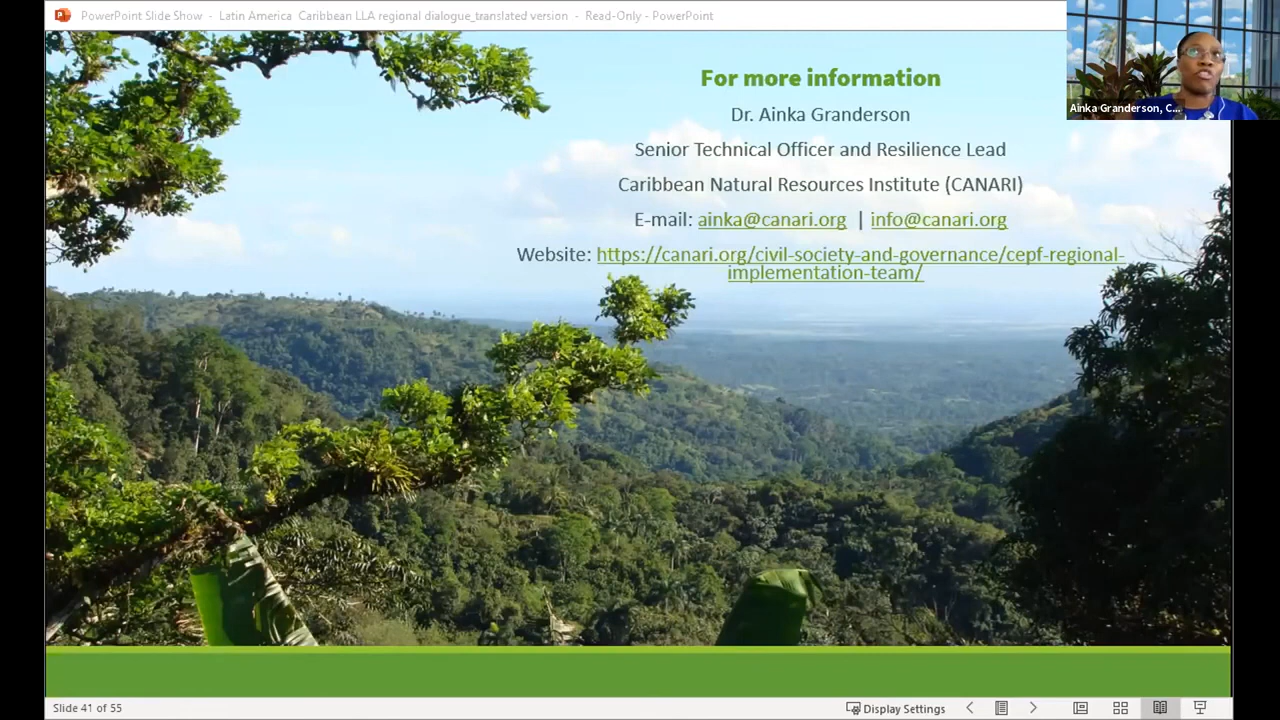 PowerPoint Slide Show - Latin America Caribbean LLA regional dialogue_translated version - Read-Only - PowerPoint
For more information
Dr. Ainka Granderson
Senior Technical Officer and Resilience Lead
Caribbean Natural Resources Institute (CANARI)
E-mail: ainka@canari.org | info@canari.org
Website: https://canari.org/civil-society-and-governance/cepf-regional-
implementation-team/
Ainka Granderson, C...
Slide 41 of 55
Display Settings